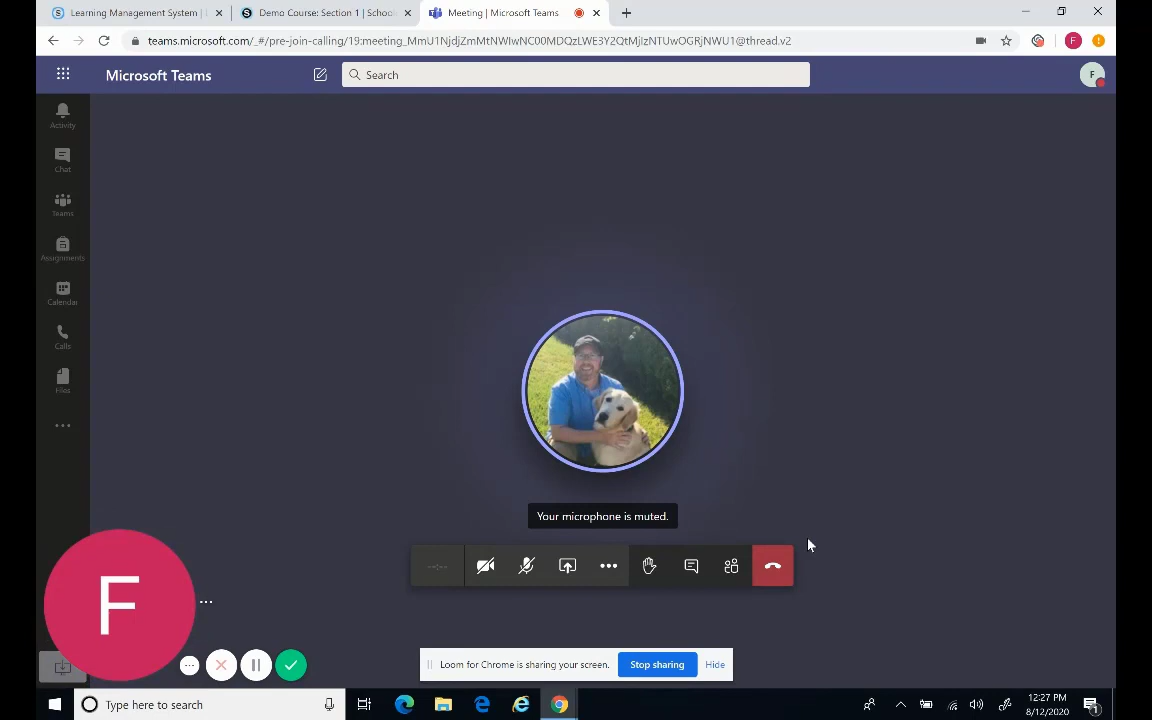 Learning Management System |
Demo Course: Section 1 | School
Meeting | Microsoft Teams
teams.microsoft.com/_#/pre-join-calling/19:meeting_MmU1NjdjZmMtNWIwNC00MDQzLWE3Y2QtMjIzNTUwOGRjNWU1@thread.v2
F
Microsoft Teams
Search
F
Activity
Chat
Teams
Assignments
Calendar
Calls
Files
Your microphone is muted.
--:--
F
Loom for Chrome is sharing your screen.
Stop sharing
Hide
Type here to search
12:27 PM
8/12/2020
1